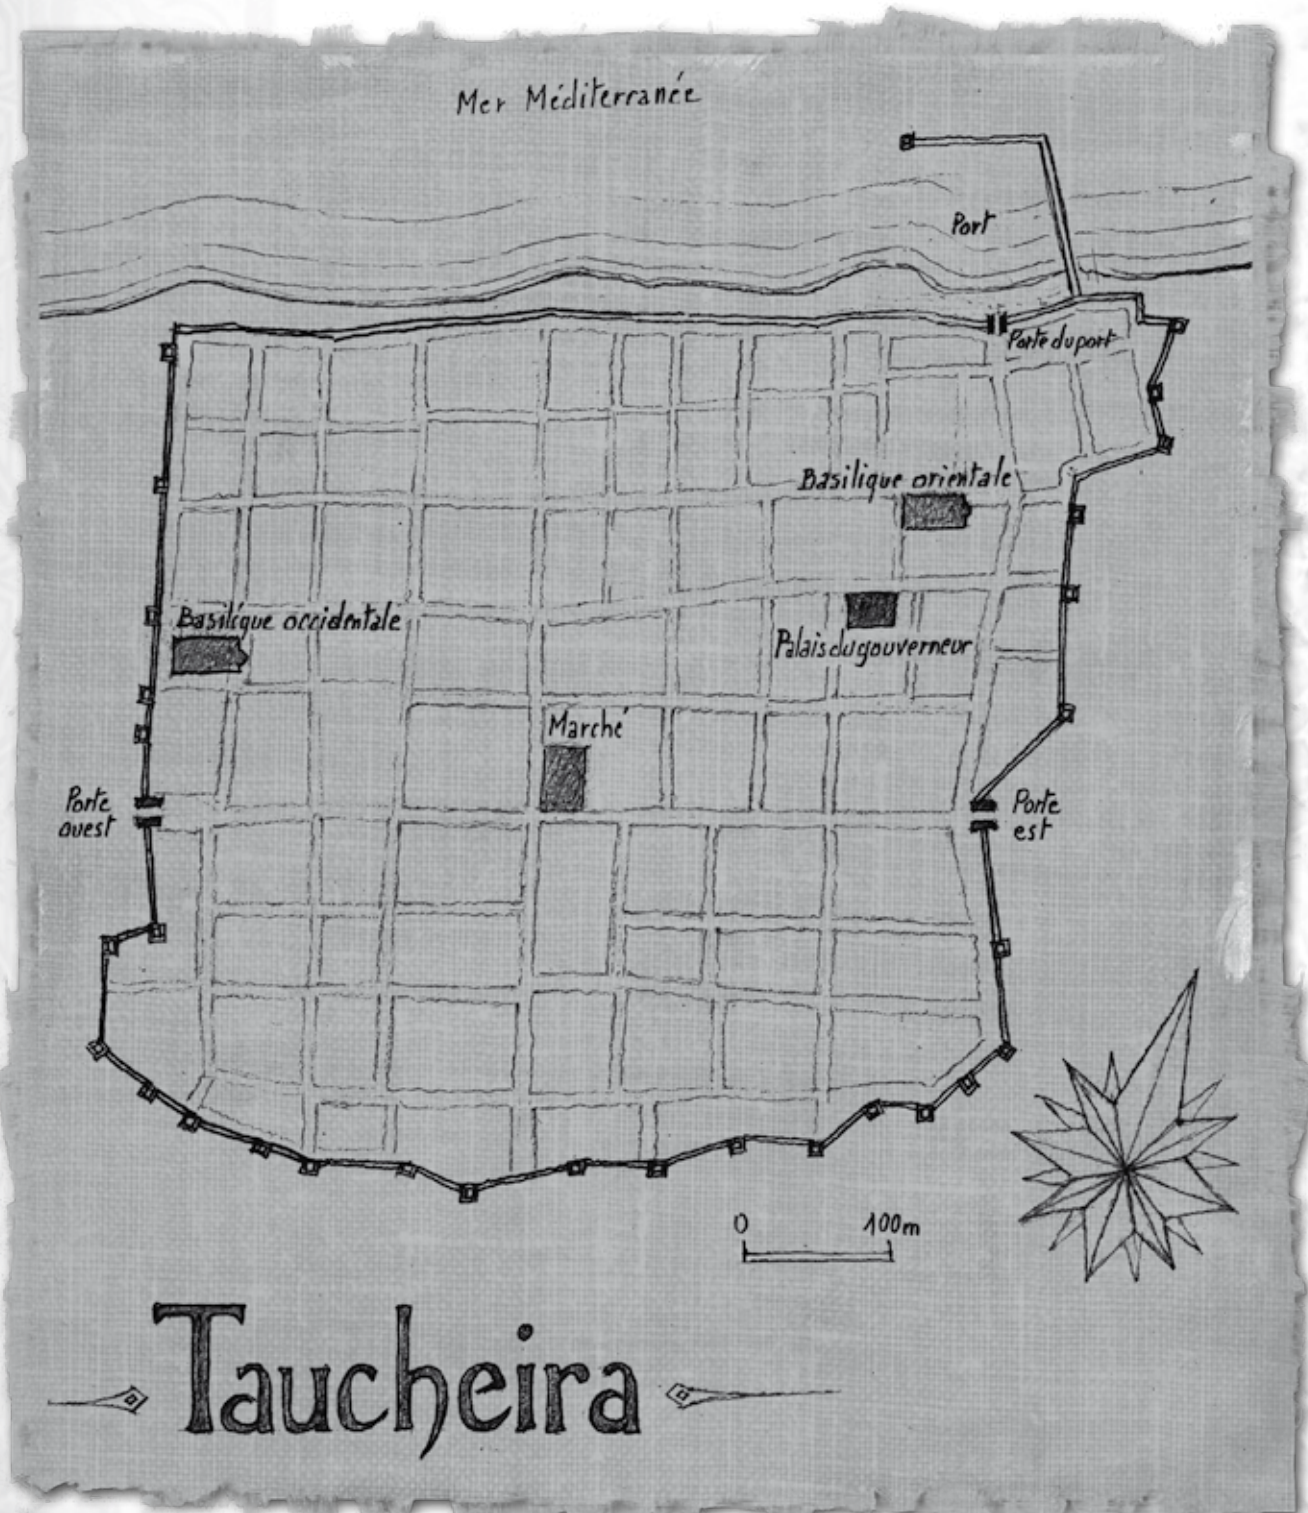 Mer Méditerranée
Port
Porte du port
Basilique orientale
Basilique occidentale
Palais du gouverneur
Marché
Porte
ouest
Porte
est
0 100m
Taucheira